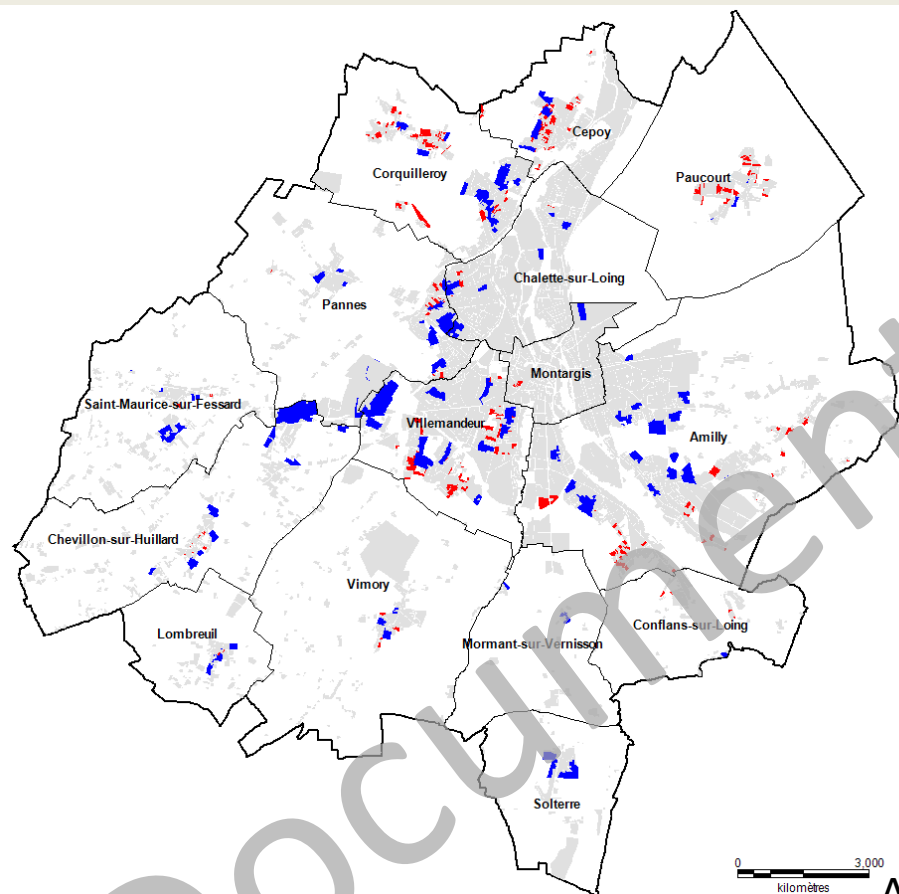 Cepoy
Corquilleroy
Paucourt
Chalette-sur-Loing
Pannes
Montargis
Saint-Maurice-sur-Fessard
Villemandeur
Amilly
Chevillon-sur-Huillard
Vimory
Lombreuil
Mormant-sur-Vernisson
Conflans-sur-Loing
Solterre
Document
0 3,000
kilomètres